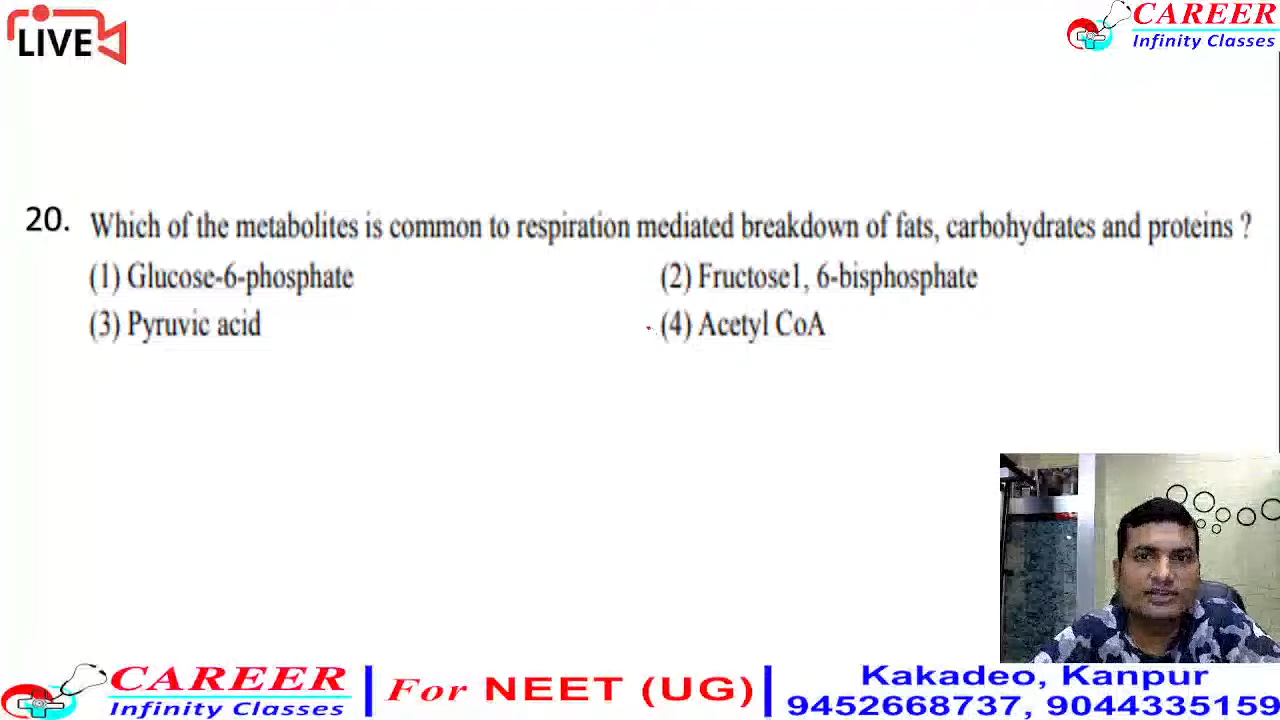 LIVE
CAREER
Infinity Classes
20. Which of the metabolites is common to respiration mediated breakdown of fats, carbohydrates and proteins ?
(1) Glucose-6-phosphate (2) Fructose1, 6-bisphosphate
(3) Pyruvic acid (4) Acetyl CoA
CAREER
Infinity Classes
For NEET (UG)
Kakadeo, Kanpur
9452668737, 9044335159